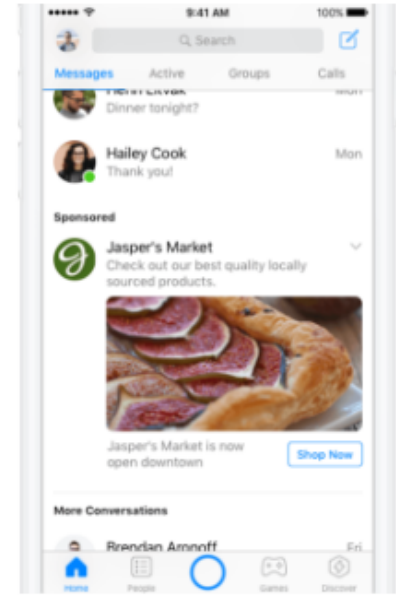 9:41 AM 100%
Search
Messages Active Groups Calls
Mon
Dinner tonight?
Hailey Cook Mon
Thank you!
Sponsored
Jasper's Market
Check out our best quality locally
sourced products.
Jasper's Market is now
open downtown
Shop Now
More Conversations
Brendan Aronoff Fri
Home People Games Discover